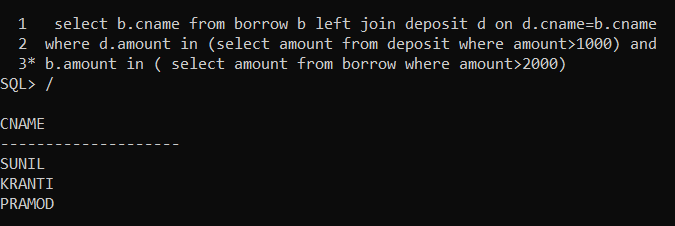 1 select b.cname from borrow b left join deposit d on d.cname=b.cname
2 where d.amount in (select amount from deposit where amount>1000) and
3* b.amount in ( select amount from borrow where amount>2000)
SQL> /
CNAME
--------------------
SUNIL
KRANTI
PRAMOD